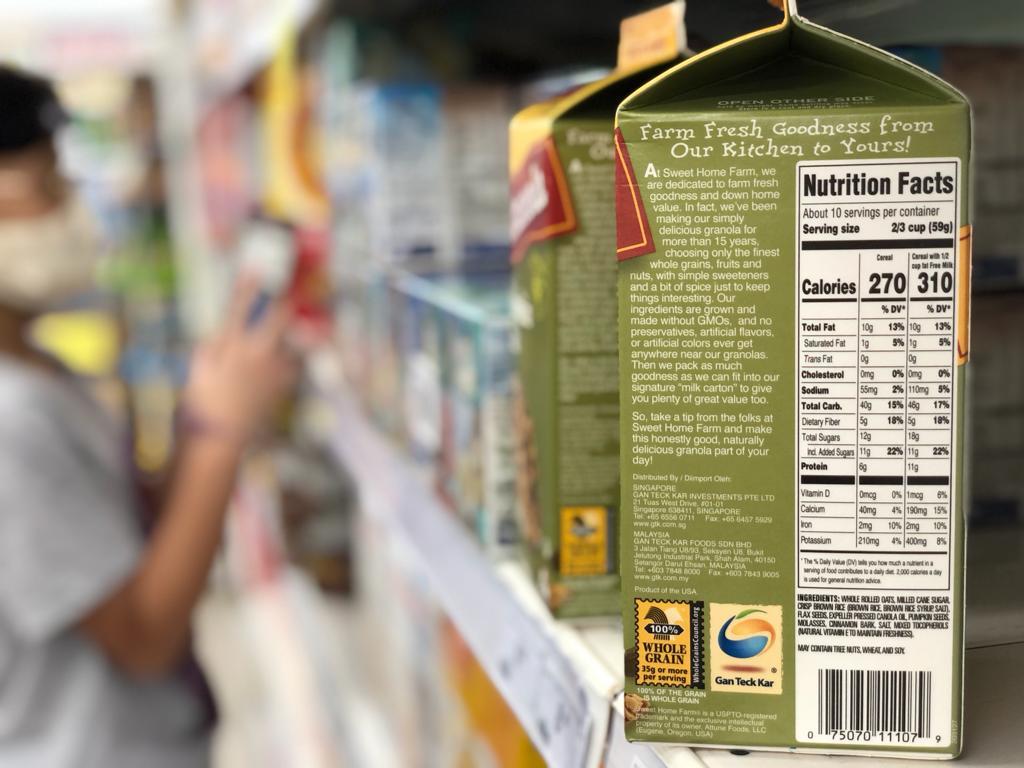 OPEN OTHER SIDE
Farm Fresh Goodness from
Our Kitchen to Yours!
At Sweet Home Farm, we
are dedicated to farm fresh
goodness and down home
value. In fact, we've been
making our simply
delicious granola for
more than 15 years,
choosing only the finest
whole grains, fruits and
nuts, with simple sweeteners
and a bit of spice just to keep
things interesting. Our
ingredients are grown and
made without GMOs, and no
preservatives, artificial flavors,
or artificial colors ever get
anywhere near our granolas.
Then we pack as much
goodness as we can fit into our
signature "milk carton" to give
you plenty of great value too.
So, take a tip from the folks at
Sweet Home Farm and make
this honestly good, naturally
delicious granola part of your
day!
Distributed By / Diimport Oleh:
SINGAPORE
GAN TECK KAR INVESTMENTS PTE LTD
21 Tuas West Drive, #01-01
Singapore 638411, SINGAPORE
Tel: +65 6556 0711 Fax: +65 6457 5929
www.gtk.com.sg
MALAYSIA
GAN TECK KAR FOODS SDN BHD
3 Jalan Tiang U8/93, Seksyen U8, Bukit
Jelutong Industrial Park, Shah Alam, 40150
Selangor Darul Ehsan, MALAYSIA
Tel: +603 7848 8000 Fax: +603 7843 9005
www.gtk.com.my
Product of the USA
100%
WHOLE
GRAIN
35g or more
per serving
WholeGrainsCouncil.org
100% OF THE GRAIN
IS WHOLE GRAIN
Gan Teck Kar®
Sweet Home Farm® is a USPTO-registered
trademark and the exclusive intellectual
property of its owner, Attune Foods, LLC
(Eugene, Oregon, USA)
Nutrition Facts
About 10 servings per container
Serving size 2/3 cup (59g)
Cereal Cereal with 1/2
cup fat Free Milk
Calories 270 310
% DV* % DV*
Total Fat 10g 13% 10g 13%
Saturated Fat 1g 5% 1g 5%
Trans Fat 0g 0g
Cholesterol 0mg 0% 0mg 0%
Sodium 55mg 2% 110mg 5%
Total Carb. 40g 15% 46g 17%
Dietary Fiber 5g 18% 5g 18%
Total Sugars 12g 18g
Incl. Added Sugars 11g 22% 11g 22%
Protein 6g 11g
Vitamin D 0mcg 0% 1mcg 6%
Calcium 40mg 4% 190mg 15%
Iron 2mg 10% 2mg 10%
Potassium 210mg 4% 400mg 8%
*The % Daily Value (DV) tells you how much a nutrient in a
serving of food contributes to a daily diet. 2,000 calories a day
is used for general nutrition advice.
INGREDIENTS: WHOLE ROLLED OATS, MILLED CANE SUGAR,
CRISP BROWN RICE (BROWN RICE, BROWN RICE SYRUP, SALT),
FLAX SEEDS, EXPELLER PRESSED CANOLA OIL, PUMPKIN SEEDS,
MOLASSES, CINNAMON BARK, SALT, MIXED TOCOPHEROLS
(NATURAL VITAMIN E TO MAINTAIN FRESHNESS).
MAY CONTAIN TREE NUTS, WHEAT, AND SOY.
0 75070 11107 9